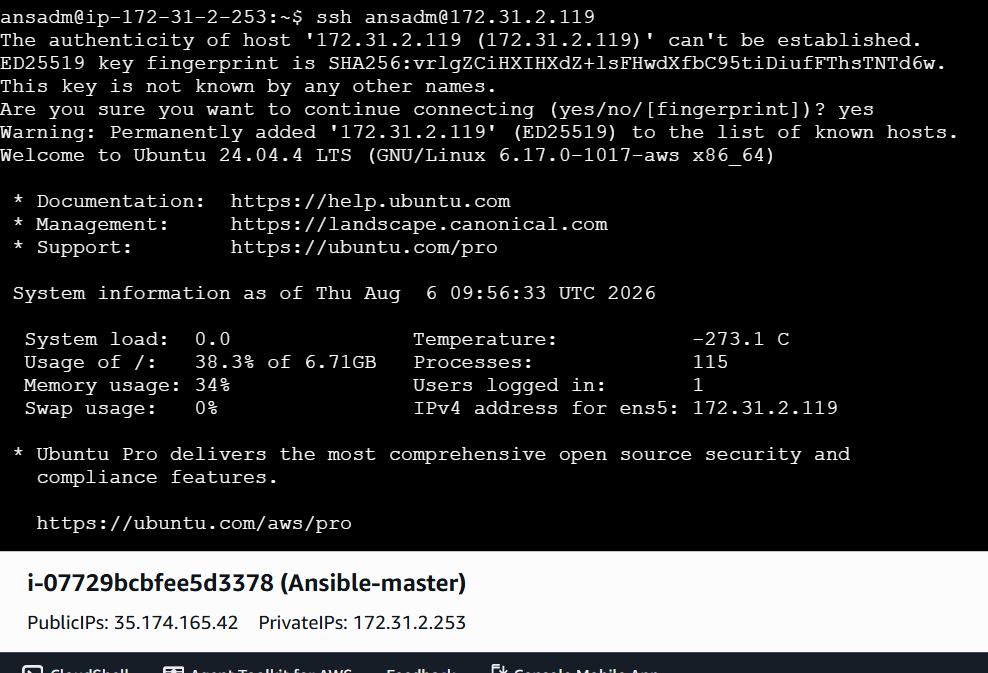 ansadm@ip-172-31-2-253:~$ ssh ansadm@172.31.2.119
The authenticity of host '172.31.2.119 (172.31.2.119)' can't be established.
ED25519 key fingerprint is SHA256:vrlgZCiHXIHXdZ+lsFHwdXfbC95tiDiufFThsTNTd6w.
This key is not known by any other names.
Are you sure you want to continue connecting (yes/no/[fingerprint])? yes
Warning: Permanently added '172.31.2.119' (ED25519) to the list of known hosts.
Welcome to Ubuntu 24.04.4 LTS (GNU/Linux 6.17.0-1017-aws x86_64)
* Documentation:  https://help.ubuntu.com
* Management:     https://landscape.canonical.com
* Support:        https://ubuntu.com/pro
System information as of Thu Aug  6 09:56:33 UTC 2026
System load:  0.0               Temperature:           -273.1 C
Usage of /:   38.3% of 6.71GB   Processes:             115
Memory usage: 34%               Users logged in:       1
Swap usage:   0%                IPv4 address for ens5: 172.31.2.119
* Ubuntu Pro delivers the most comprehensive open source security and
compliance features.
https://ubuntu.com/aws/pro
i-07729bcbfee5d3378 (Ansible-master)
PublicIPs: 35.174.165.42    PrivateIPs: 172.31.2.253
CloudShell    Agent Toolkit for AWS    Feedback    Console Mobile App